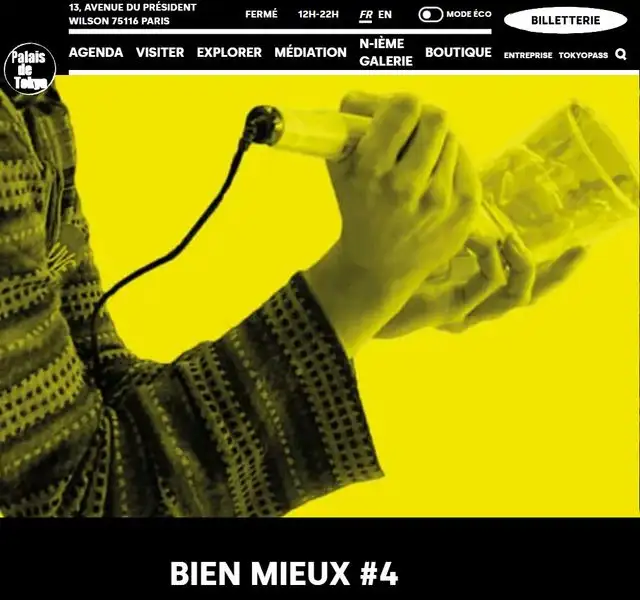 13, AVENUE DU PRÉSIDENT
WILSON 75116 PARIS
FERMÉ
12H-22H
FR EN
MODE ÉCO
BILLETTERIE
Palais
de
Tokyo
AGENDA
VISITER
EXPLORER
MÉDIATION
N-IÈME
GALERIE
BOUTIQUE
ENTREPRISE
TOKYOPASS
BIEN MIEUX #4